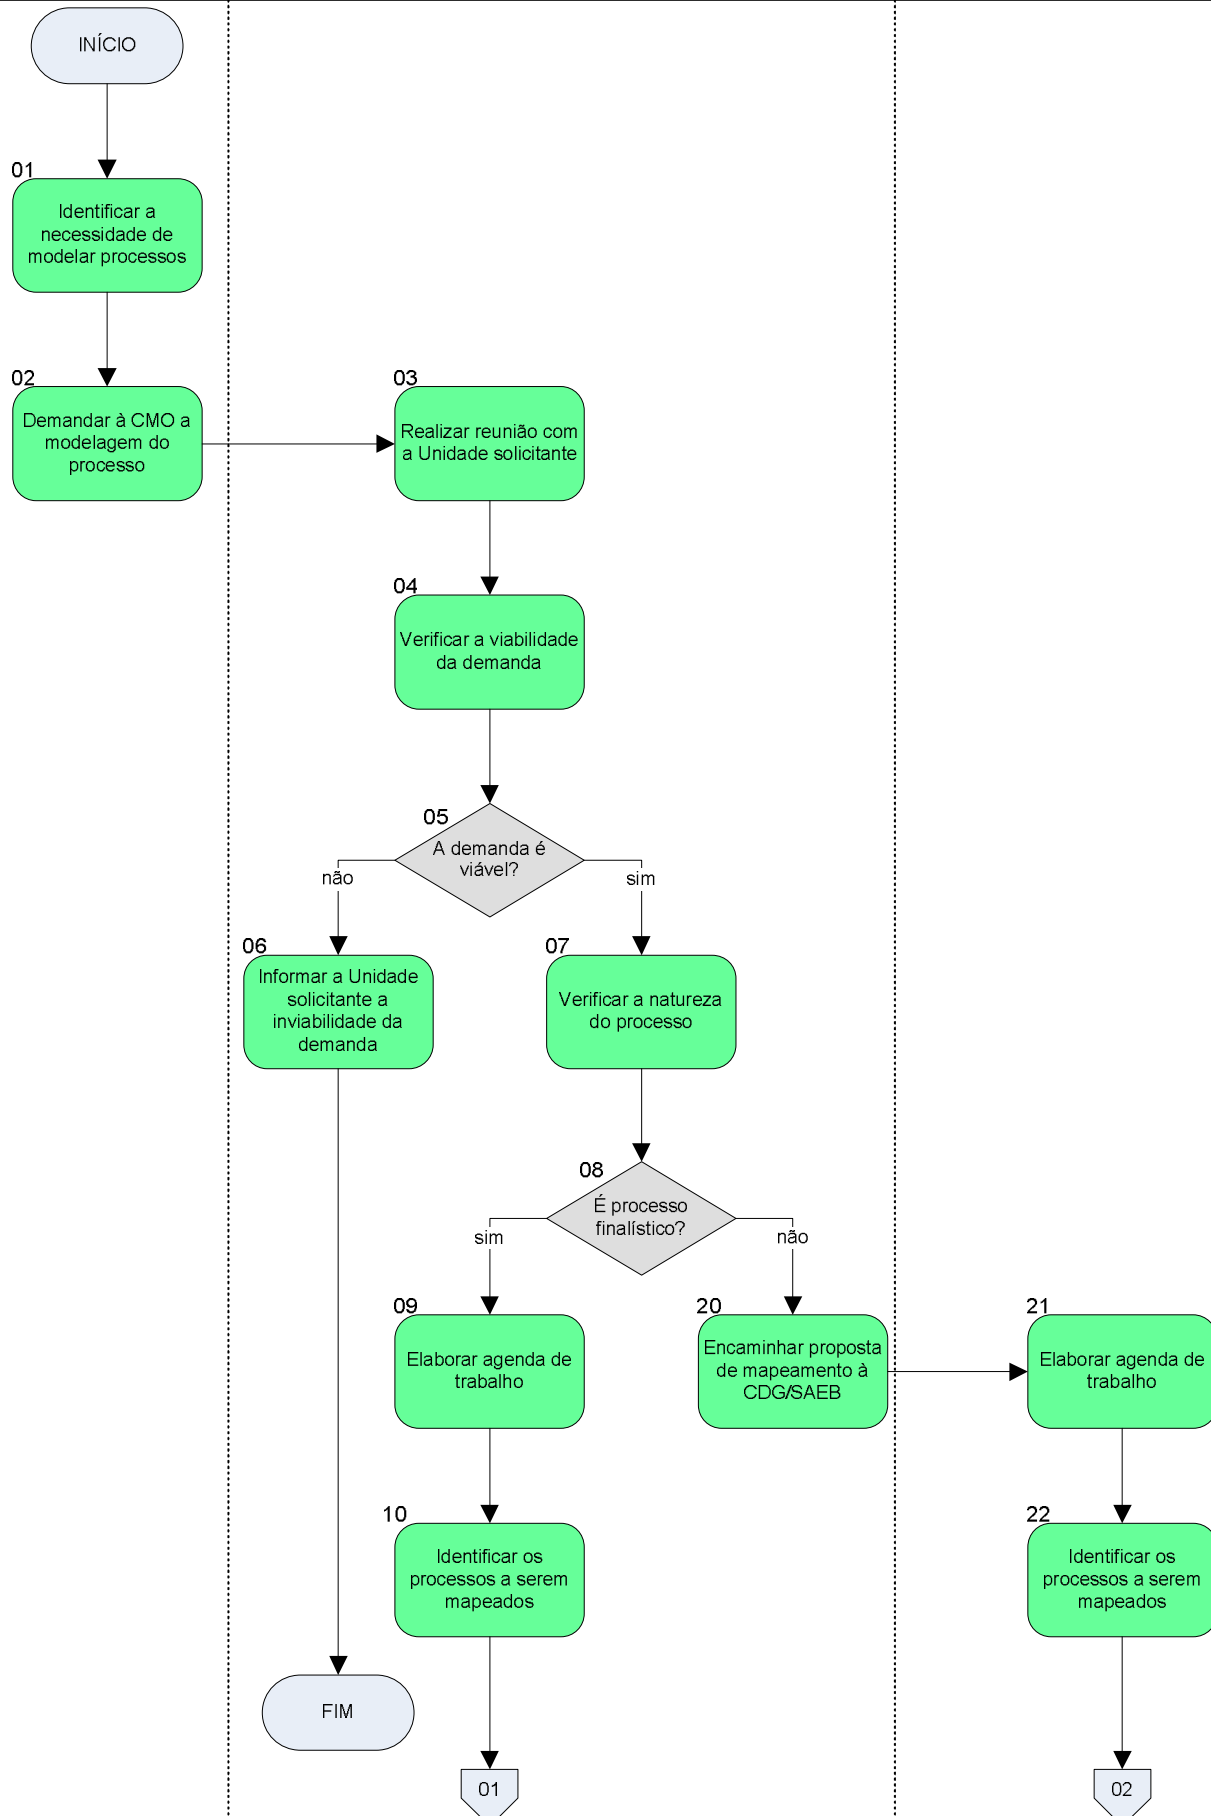 INÍCIO
01
Identificar a
necessidade de
modelar processos
02
Demandar à CMO a
modelagem do
processo
03
Realizar reunião com
a Unidade solicitante
04
Verificar a viabilidade
da demanda
05
A demanda é
viável?
não
sim
06
Informar a Unidade
solicitante a
inviabilidade da
demanda
07
Verificar a natureza
do processo
08
É processo
finalístico?
sim
não
09
Elaborar agenda de
trabalho
20
Encaminhar proposta
de mapeamento à
CDG/SAEB
21
Elaborar agenda de
trabalho
10
Identificar os
processos a serem
mapeados
22
Identificar os
processos a serem
mapeados
FIM
01
02